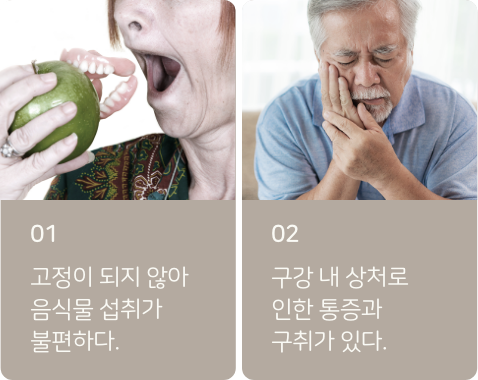 01
고정이 되지 않아
음식물 섭취가
불편하다.
02
구강 내 상처로
인한 통증과
구취가 있다.